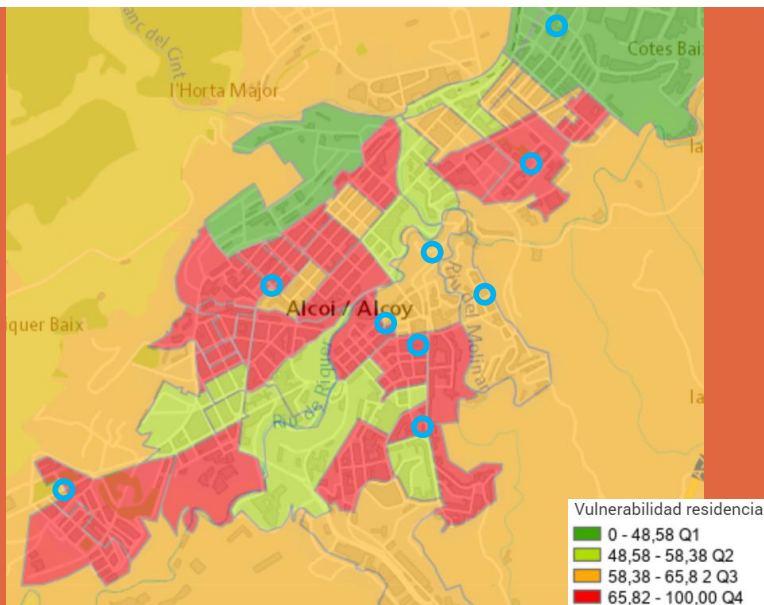 anc del Cint
Cotes Bai
l'Horta Major
la
Riu del Molinar
Alcoi / Alcoy
iquer Baix
Riu de Riquer
la
Vulnerabilidad residencia
0 - 48,58 Q1
48,58 - 58,38 Q2
58,38 - 65,8 2 Q3
65,82 - 100,00 Q4